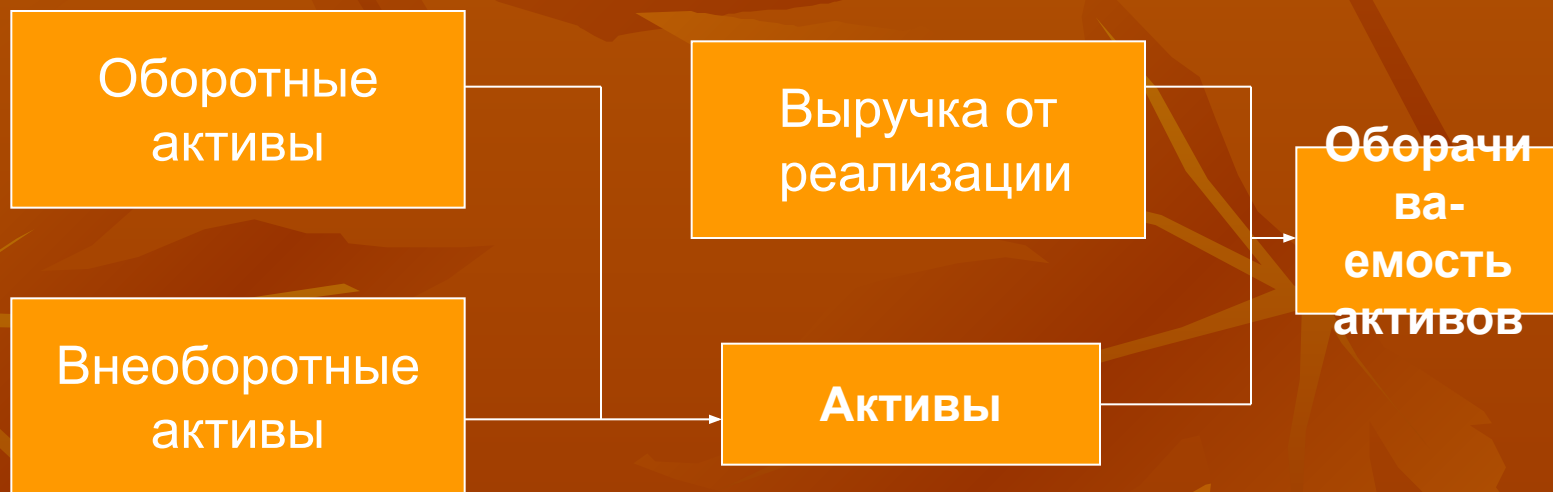 Оборотные
активы
Выручка от
реализации
Оборачи
ва-
емость
активов
Внеоборотные
активы
Активы